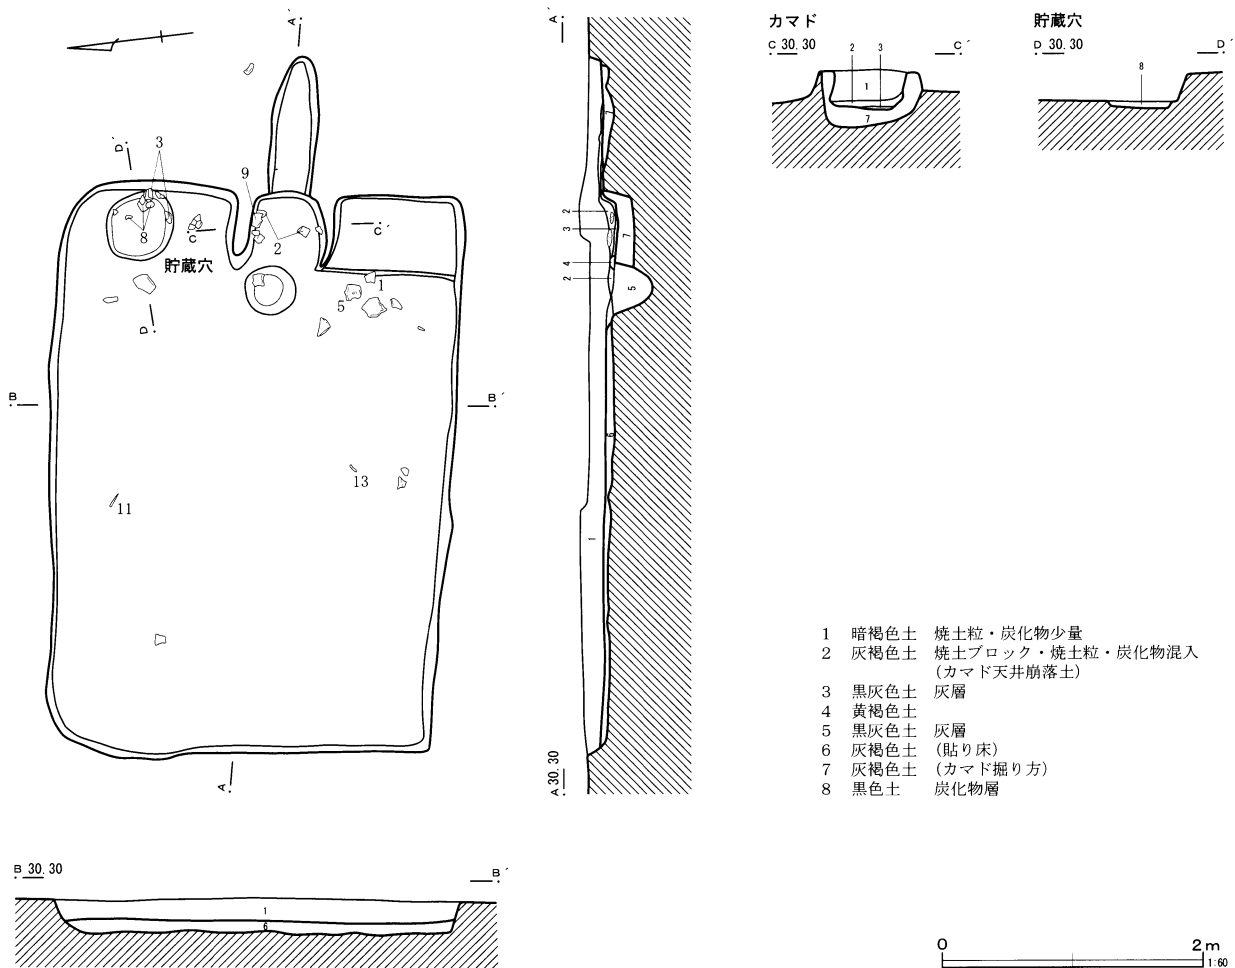 A´
A´
カマド
貯蔵穴
C 30.30
2
3
C´
D 30.30
8
D´
1
7
D´
3
9
8
C
2
C´
貯蔵穴
1
5
D
2
3
7
4
2
5
B
B´
6
13
11
1
1 暗褐色土 焼土粒・炭化物少量
2 灰褐色土 焼土ブロック・焼土粒・炭化物混入
(カマド天井崩落土)
3 黒灰色土 灰層
4 黄褐色土
5 黒灰色土 灰層
6 灰褐色土 (貼り床)
7 灰褐色土 (カマド掘り方)
8 黒色土 炭化物層
A
A 30.30
B 30.30
B´
1
6
0
2m
1:60